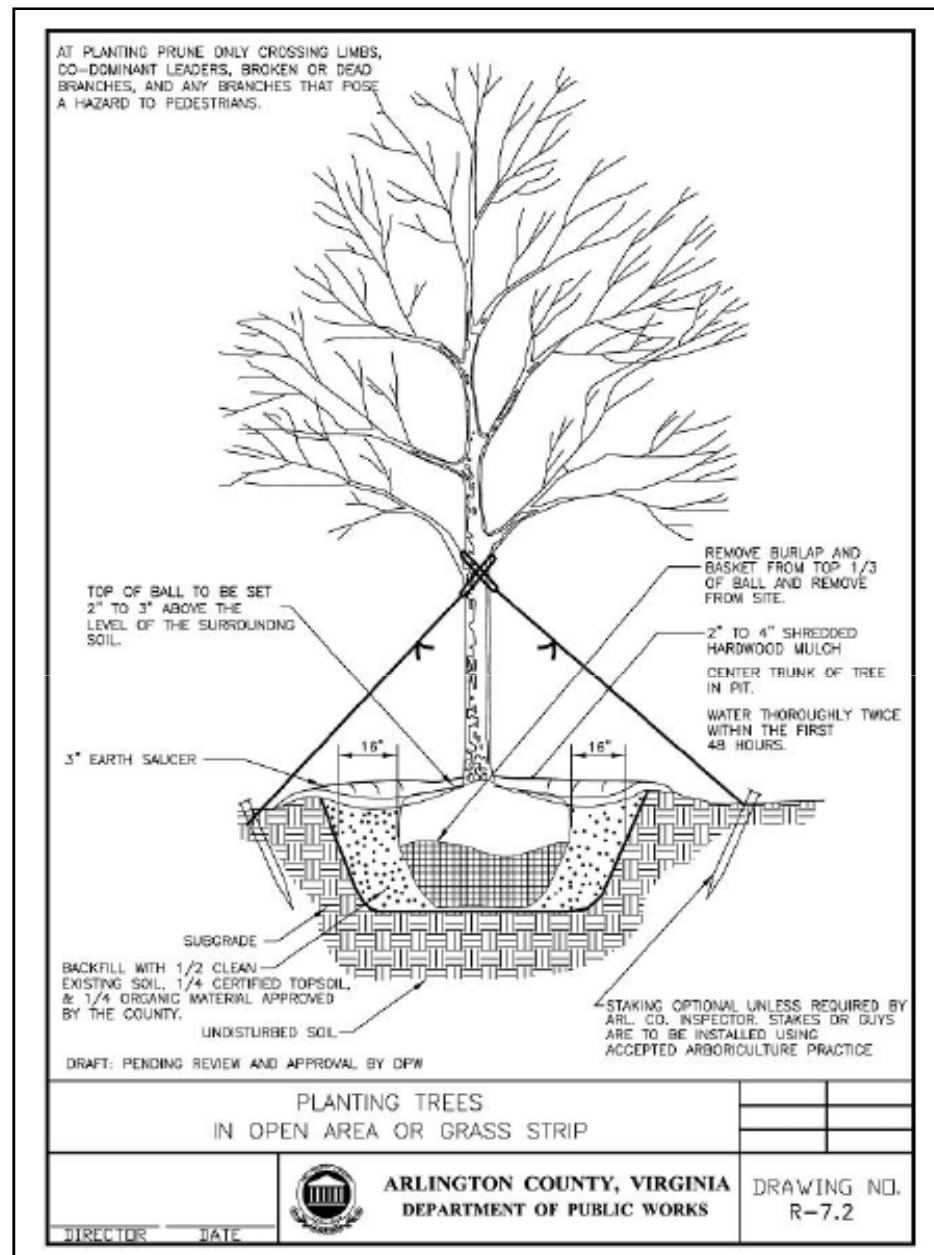 AT PLANTING PRUNE ONLY CROSSING LIMBS,
CO-DOMINANT LEADERS, BROKEN OR DEAD
BRANCHES, AND ANY BRANCHES THAT POSE
A HAZARD TO PEDESTRIANS.
REMOVE BURLAP AND
BASKET FROM TOP 1/3
OF BALL AND REMOVE
FROM SITE.
TOP OF BALL TO BE SET
2" TO 3" ABOVE THE
LEVEL OF THE SURROUNDING
SOIL.
2" TO 4" SHREDDED
HARDWOOD MULCH
CENTER TRUNK OF TREE
IN PIT.
WATER THOROUGHLY TWICE
WITHIN THE FIRST
48 HOURS.
3" EARTH SAUCER
16"
16"
SUBGRADE
BACKFILL WITH 1/2 CLEAN
EXISTING SOIL, 1/4 CERTIFIED TOPSOIL,
& 1/4 ORGANIC MATERIAL APPROVED
BY THE COUNTY.
UNDISTURBED SOIL
STAKING OPTIONAL UNLESS REQUIRED BY
ARL. CO. INSPECTOR. STAKES OR GUYS
ARE TO BE INSTALLED USING
ACCEPTED ARBORICULTURE PRACTICE
DRAFT: PENDING REVIEW AND APPROVAL BY DPW
PLANTING TREES
IN OPEN AREA OR GRASS STRIP
ARLINGTON COUNTY, VIRGINIA
DEPARTMENT OF PUBLIC WORKS
DRAWING NO.
R-7.2
DIRECTOR DATE